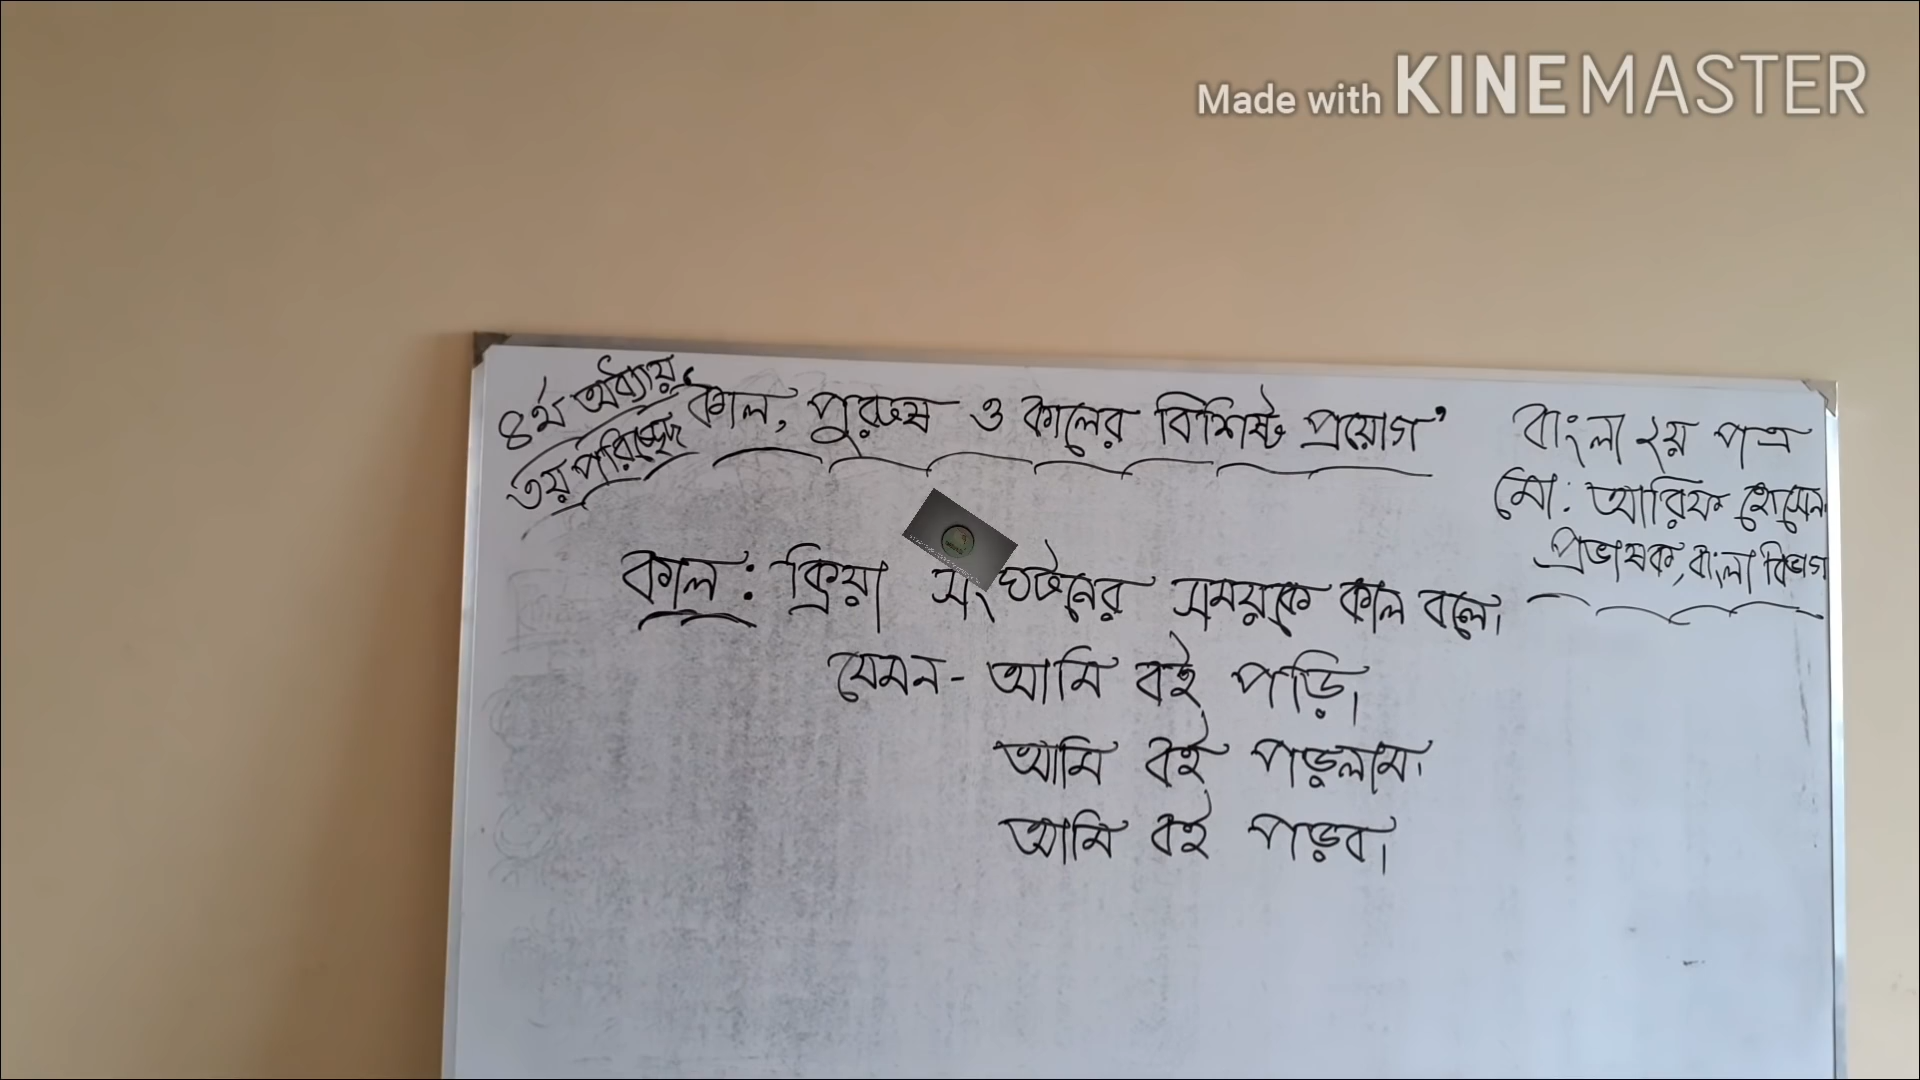 Made with KINEMASTER
৪র্থ অধ্যায়
৩য় পরিচ্ছেদ
‘কাল, পুরুষ ও কালের বিশিষ্ট প্রয়োগ’
বাংলা ২য় পত্র
মো: আরিফ হোসেন
প্রভাষক, বাংলা বিভাগ
কাল: ক্রিয়া সংঘটনের সময়কে কাল বলে।
যেমন- আমি বই পড়ি।
আমি বই পড়লাম।
আমি বই পড়ব।